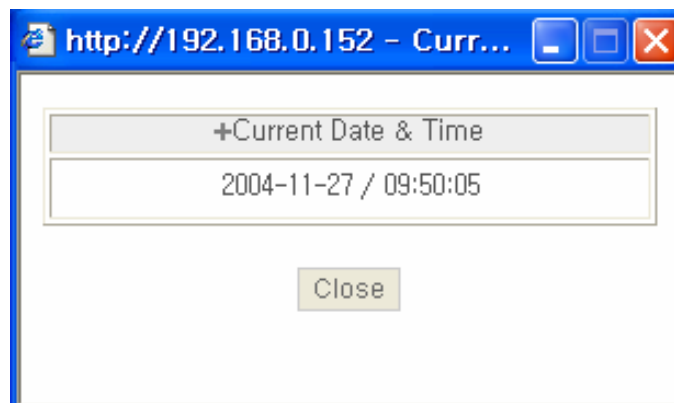 http://192.168.0.152 - Curr...
+Current Date & Time
2004-11-27 / 09:50:05
Close